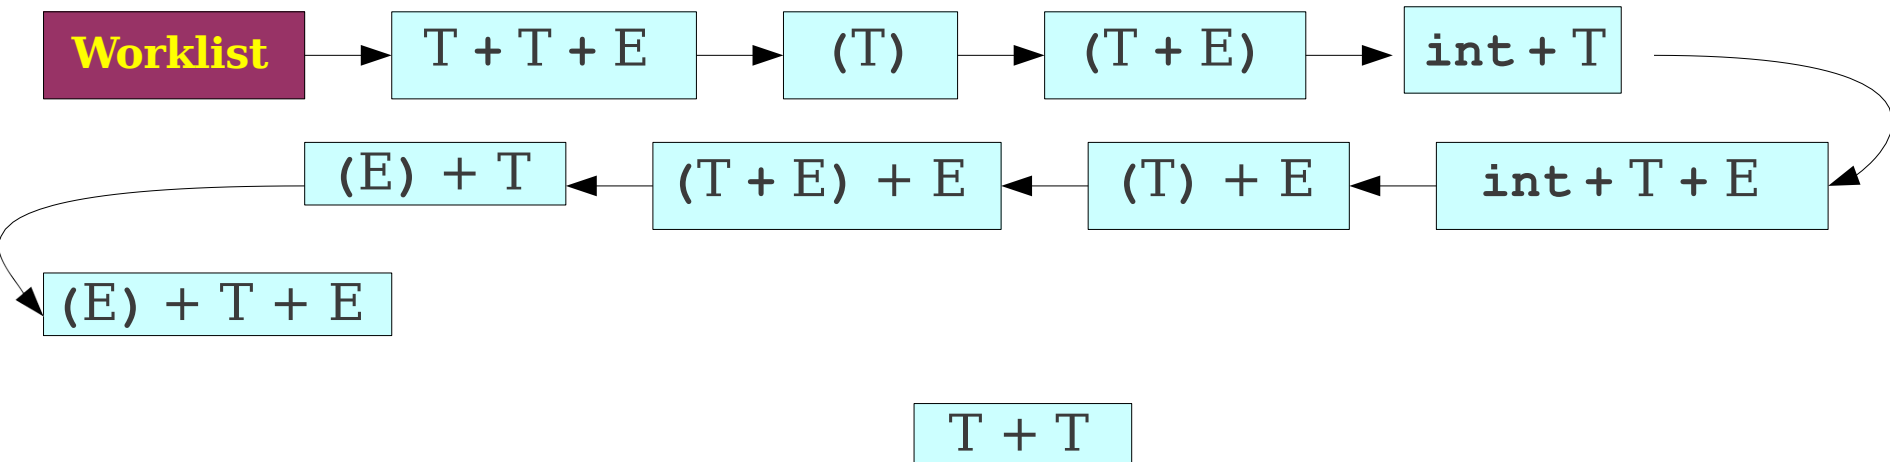 Worklist T + T + E (T) (T + E) int + T
(E) + T (T + E) + E (T) + E int + T + E
(E) + T + E
T + T